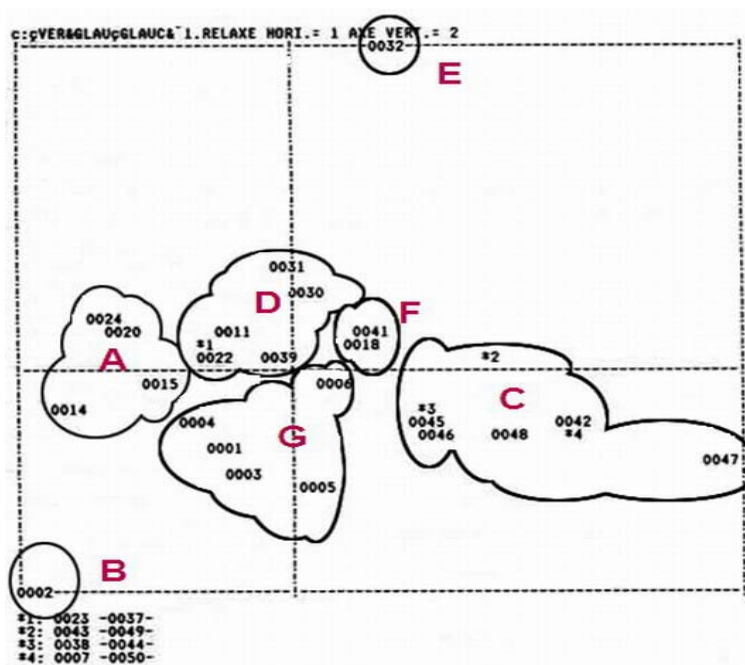 c:çVER&GLAUçGLAUC&~1.RELAXE HORI.= 1 AXE VERT.= 2
0032
E
0031
D
0030
F
0024
0020
0011
0041
*1
0018
A
0022
0039
*2
0015
0006
C
0014
*3
0004
0045
0042
G
0046
0048
*4
0001
0047
0003
0005
B
0002
*1: 0023 -0037-
*2: 0043 -0049-
*3: 0038 -0044-
*4: 0007 -0050-